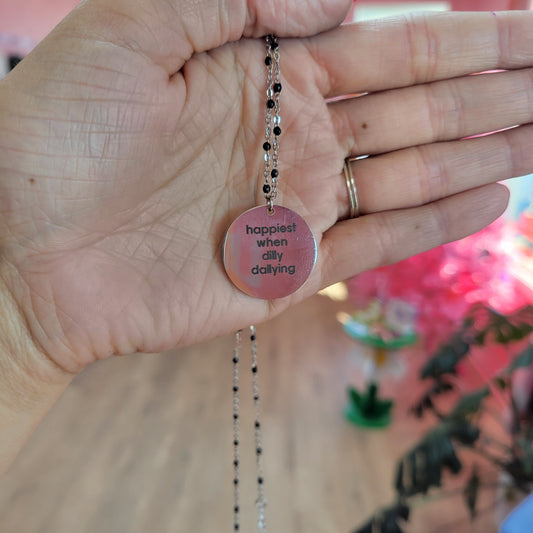 happiest
when
dilly
dallying